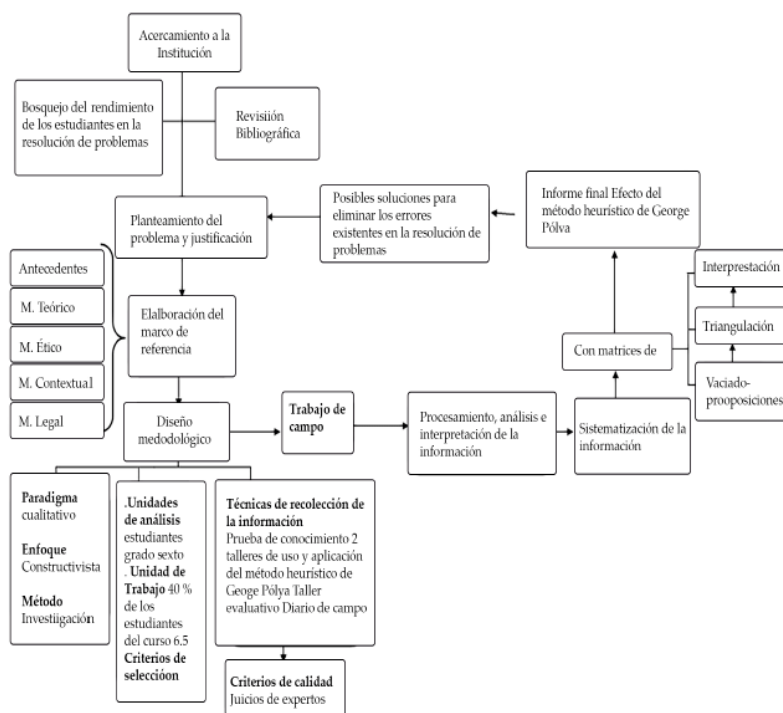 Acercamiento a la
Institución
Bosquejo del rendimiento
de los estudiantes en la
resolución de problemas
Revisiión
Bibliográfica
Planteamiento del
problema y justificación
Posibles soluciones para
eliminar los errores
existentes en la resolución de
problemas
Informe final Efecto del
método heurístico de George
Pólva
Antecedentes
M. Teórico
M. Ético
M. Contextual
M. Legal
Elalboración del
marco de
referencia
Con matrices de
Interprestación
Triangulación
Vaciado-
prooposiciones
Diseño
medodológico
Trabajo de
campo
Procesamiento, análisis e
interpretación de la
información
Sistematización de la
información
Paradigma
cualitativo
Enfoque
Constructivista
Método
Investiigación
.Unidades
de análisis
estudiantes
grado sexto
. Unidad de
Trabajo 40 %
de los
estudiantes
del curso 6.5
Criterios de
seleccióon
Técnicas de recolección de
la información
Prueba de conocimiento 2
talleres de uso y aplicación
del método heurístico de
Geoge Pólya Taller
evaluativo Diario de campo
Criterios de calidad
Juicios de expertos